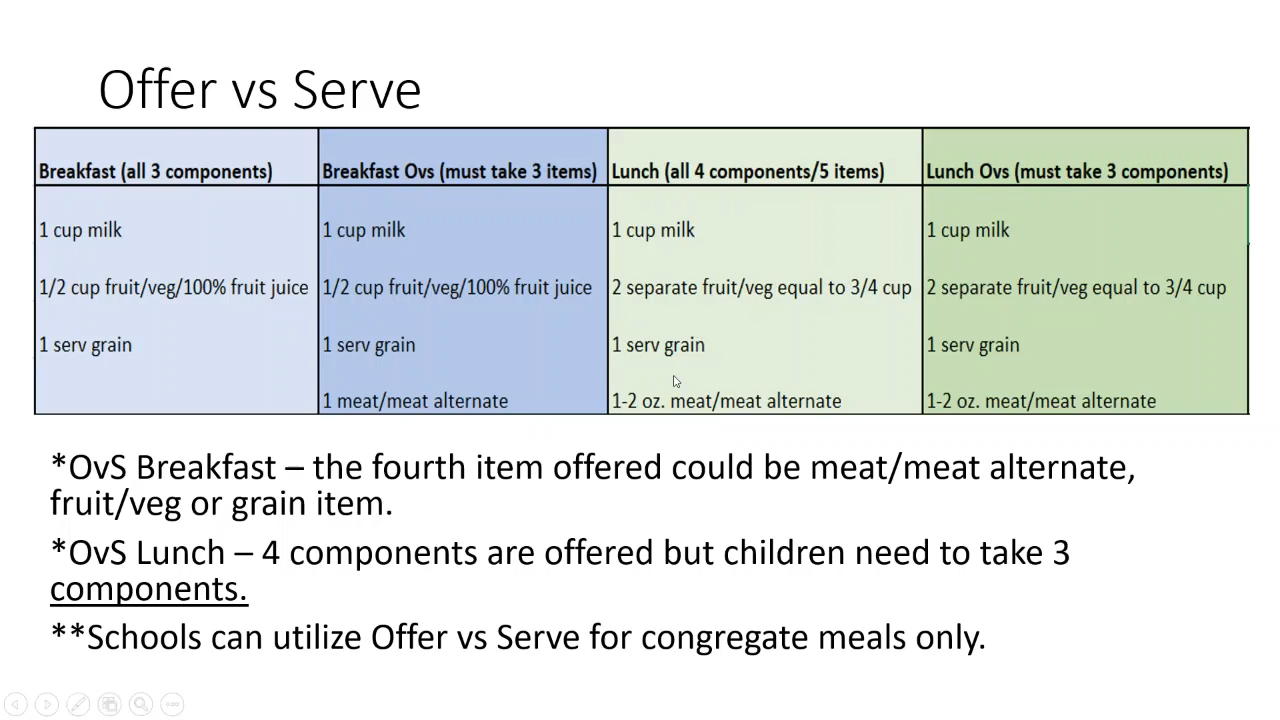 Offer vs Serve
Breakfast (all 3 components) Breakfast Ovs (must take 3 items) Lunch (all 4 components/5 items) Lunch Ovs (must take 3 components)
1 cup milk 1 cup milk 1 cup milk 1 cup milk
1/2 cup fruit/veg/100% fruit juice 1/2 cup fruit/veg/100% fruit juice 2 separate fruit/veg equal to 3/4 cup 2 separate fruit/veg equal to 3/4 cup
1 serv grain 1 serv grain 1 serv grain 1 serv grain
1 meat/meat alternate 1-2 oz. meat/meat alternate 1-2 oz. meat/meat alternate
*OvS Breakfast – the fourth item offered could be meat/meat alternate,
fruit/veg or grain item.
*OvS Lunch – 4 components are offered but children need to take 3
components.
**Schools can utilize Offer vs Serve for congregate meals only.